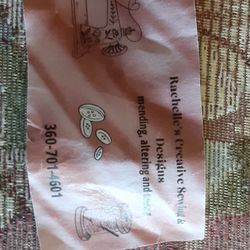 Rachelle's Creative Sewing &
Designs
mending, altering and
360-701-4601